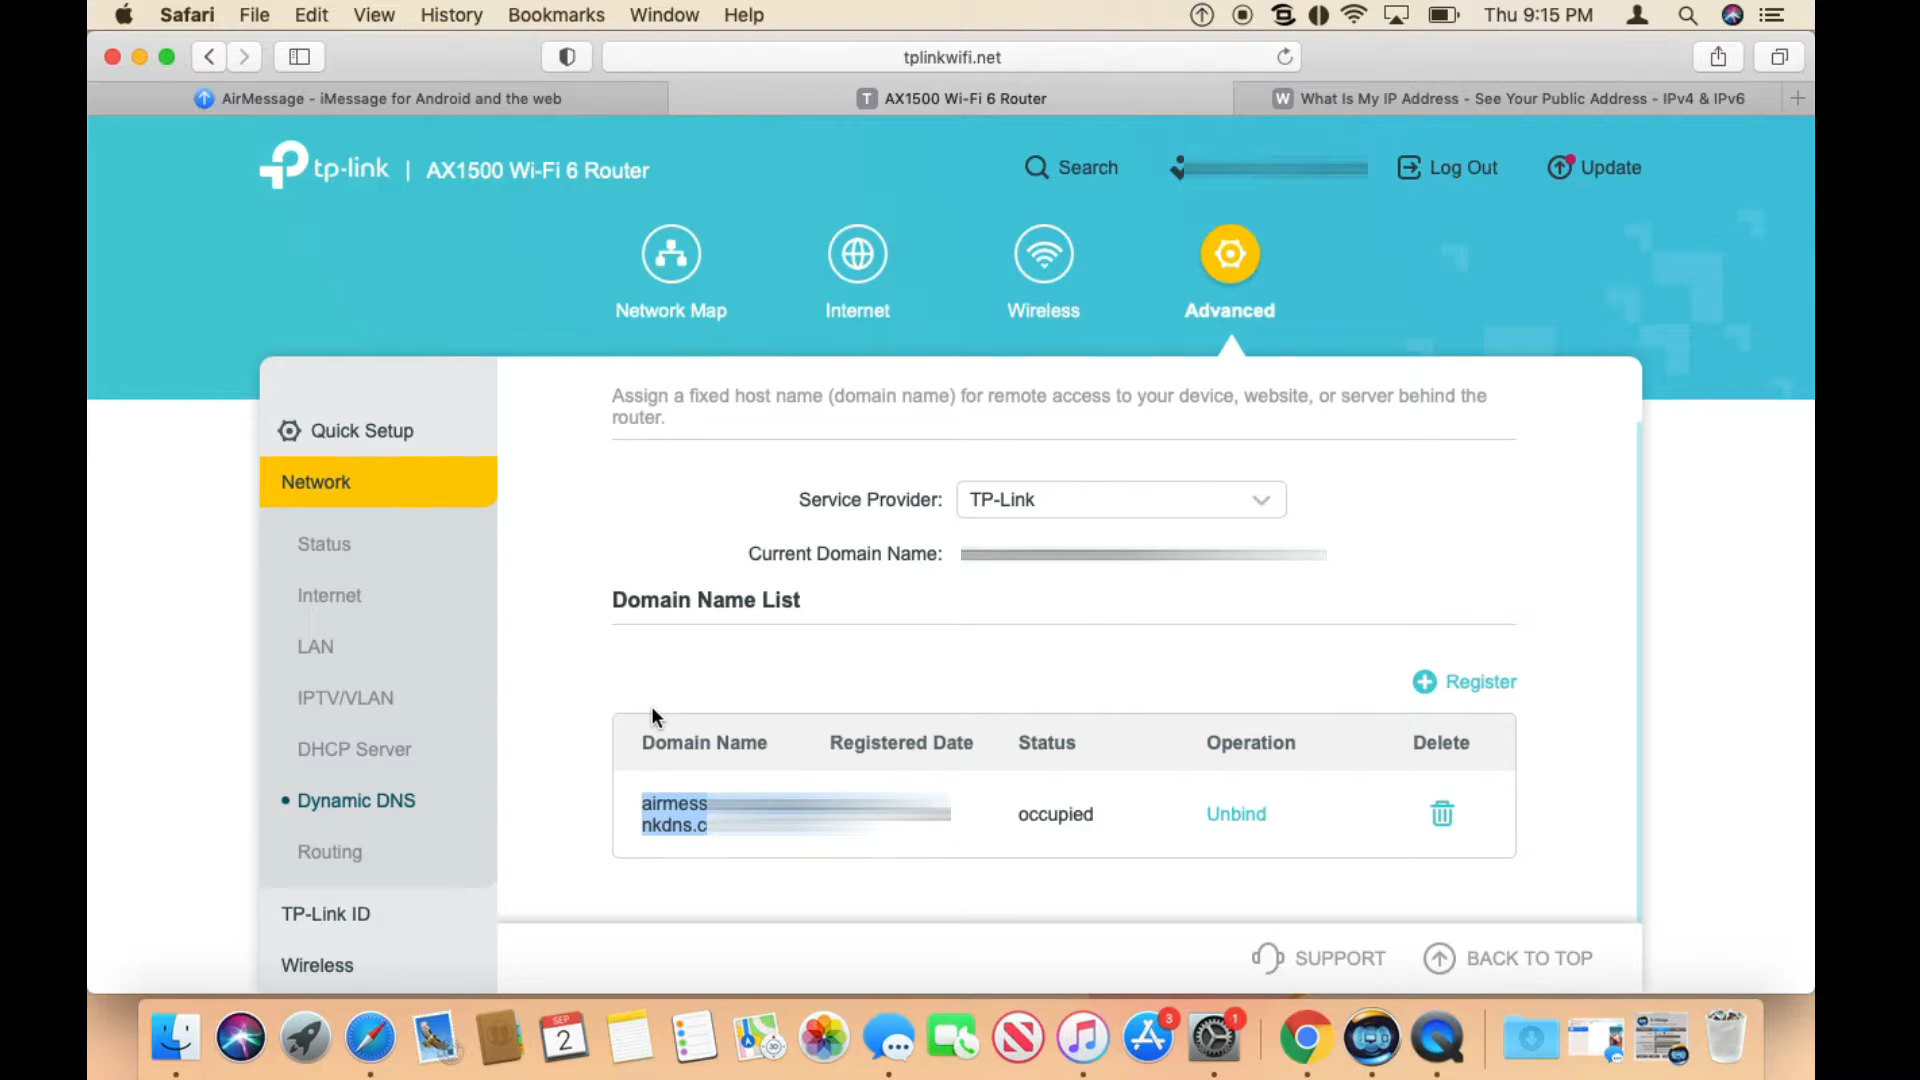 Safari File Edit View History Bookmarks Window Help Thu 9:15 PM
tplinkwifi.net
AirMessage - iMessage for Android and the web
T AX1500 Wi-Fi 6 Router
W What Is My IP Address - See Your Public Address - IPv4 & IPv6
tp-link | AX1500 Wi-Fi 6 Router
Search
Log Out
Update
Network Map
Internet
Wireless
Advanced
Quick Setup
Network
Status
Internet
LAN
IPTV/VLAN
DHCP Server
Dynamic DNS
Routing
TP-Link ID
Wireless
Assign a fixed host name (domain name) for remote access to your device, website, or server behind the
router.
Service Provider: TP-Link
Current Domain Name:
Domain Name List
Register
Domain Name Registered Date Status Operation Delete
airmess
nkdns.c
occupied Unbind
SUPPORT BACK TO TOP
SEP
2
3
1